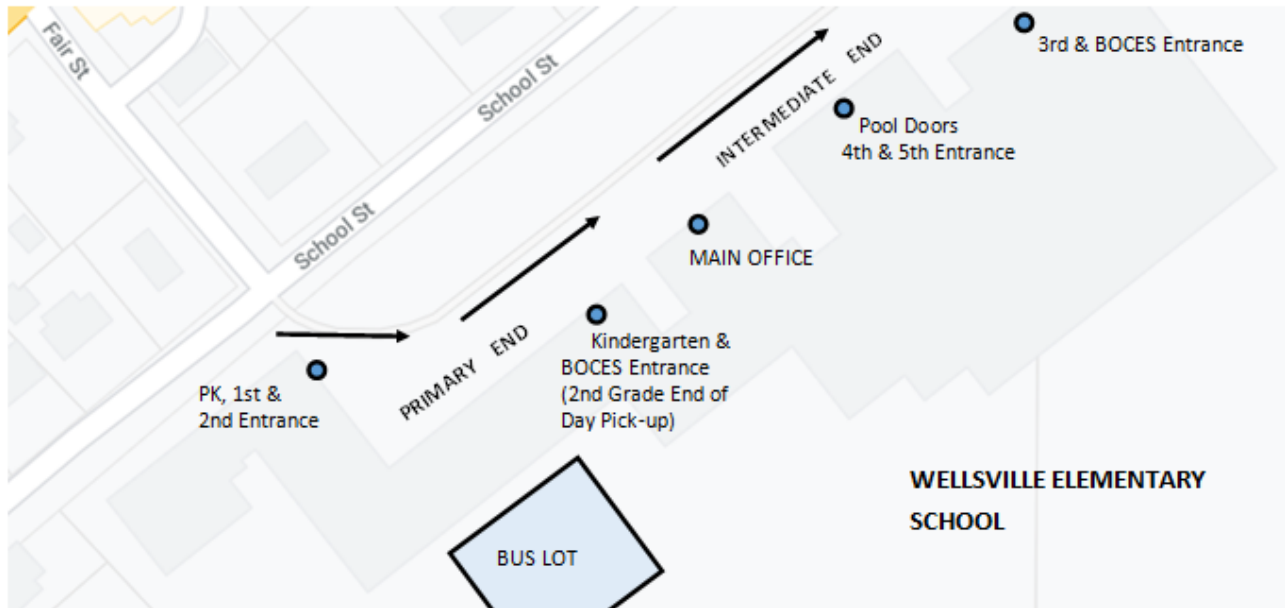 Fair St
School St
School St
3rd & BOCES Entrance
INTERMEDIATE END
Pool Doors
4th & 5th Entrance
MAIN OFFICE
PRIMARY END
Kindergarten &
BOCES Entrance
(2nd Grade End of
Day Pick-up)
PK, 1st &
2nd Entrance
WELLSVILLE ELEMENTARY
SCHOOL
BUS LOT